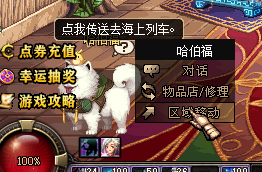 点我传送去海上列车。
哈伯福
点券充值
对话
幸运抽奖
物品店/修理
游戏攻略
区域移动
100%